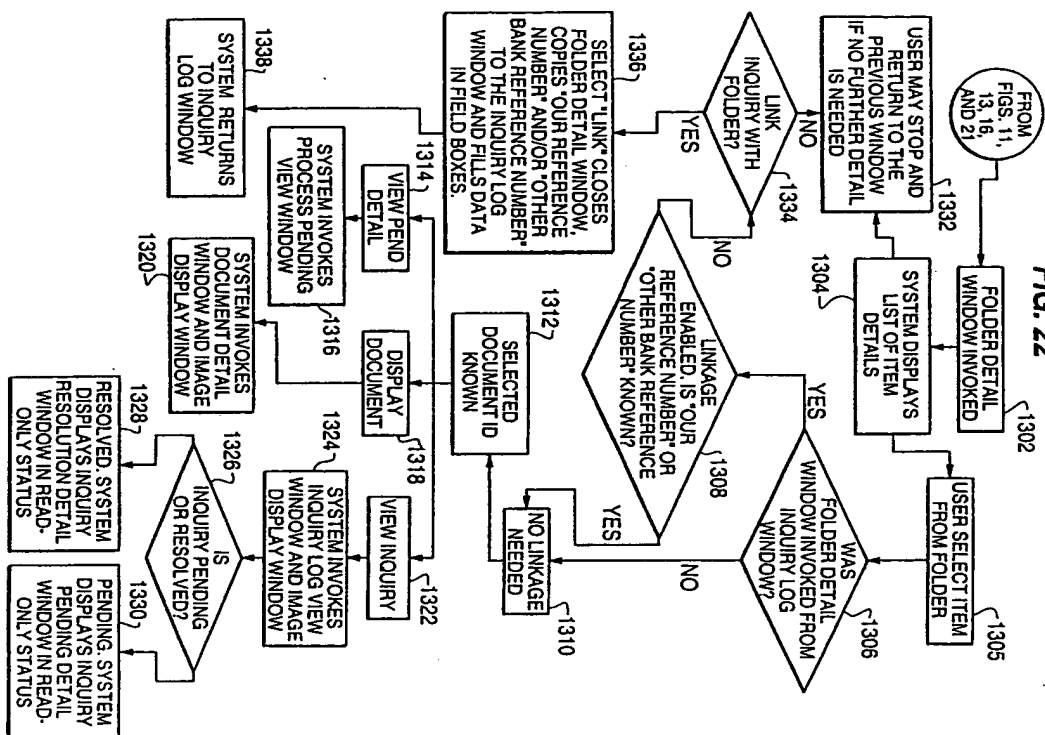 FIG. 22
FROM
FIGS. 11,
13, 16,
AND 21
FOLDER DETAIL
WINDOW INVOKED
1302
SYSTEM DISPLAYS
LIST OF ITEM
DETAILS
1304
USER SELECT ITEM
FROM FOLDER
1305
USER MAY STOP AND
RETURN TO THE
PREVIOUS WINDOW
IF NO FURTHER DETAIL
IS NEEDED
1332
WAS
FOLDER DETAIL
WINDOW INVOKED FROM
INQUIRY LOG
WINDOW?
1306
YES
NO
LINKAGE
ENABLED. IS "OUR
REFERENCE NUMBER" OR
"OTHER BANK REFERENCE
NUMBER" KNOWN?
1308
NO
YES
NO LINKAGE
NEEDED
1310
LINK
INQUIRY WITH
FOLDER?
1334
NO
YES
SELECT "LINK" CLOSES
FOLDER DETAIL WINDOW,
COPIES "OUR REFERENCE
NUMBER" AND/OR "OTHER
BANK REFERENCE NUMBER"
TO THE INQUIRY LOG
WINDOW AND FILLS DATA
IN FIELD BOXES.
1336
SYSTEM RETURNS
TO INQUIRY
LOG WINDOW
1338
SELECTED
DOCUMENT ID
KNOWN
1312
VIEW PEND
DETAIL
1314
SYSTEM INVOKES
PROCESS PENDING
VIEW WINDOW
1316
DISPLAY
DOCUMENT
1318
SYSTEM INVOKES
DOCUMENT DETAIL
WINDOW AND IMAGE
DISPLAY WINDOW
1320
VIEW INQUIRY
1322
SYSTEM INVOKES
INQUIRY LOG VIEW
WINDOW AND IMAGE
DISPLAY WINDOW
1324
IS
INQUIRY PENDING
OR RESOLVED?
1326
RESOLVED. SYSTEM
DISPLAYS INQUIRY
RESOLUTION DETAIL
WINDOW IN READ-
ONLY STATUS
1328
PENDING. SYSTEM
DISPLAYS INQUIRY
PENDING DETAIL
WINDOW IN READ-
ONLY STATUS
1330